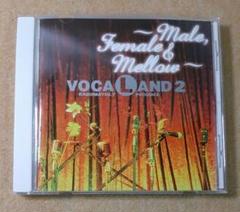 ~Male,
Female &
Mellow~
VOCALAND 2